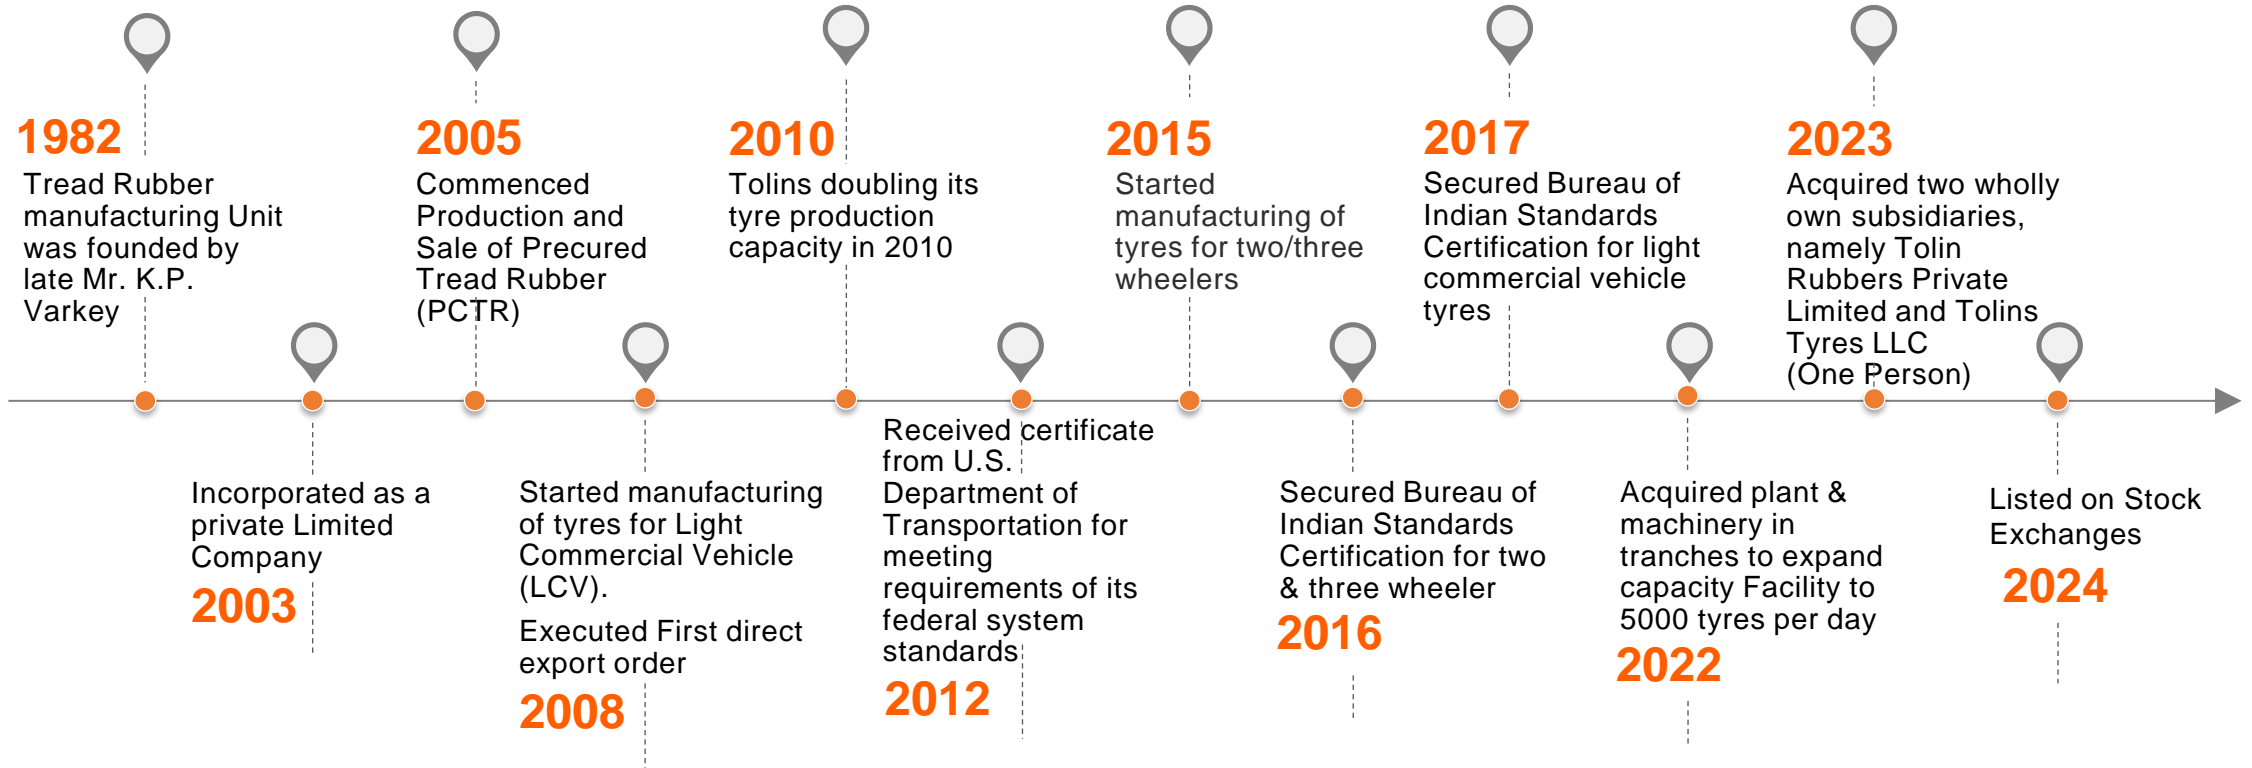 1982
Tread Rubber
manufacturing Unit
was founded by
late Mr. K.P.
Varkey
Incorporated as a
private Limited
Company
2003
2005
Commenced
Production and
Sale of Precured
Tread Rubber
(PCTR)
Started manufacturing
of tyres for Light
Commercial Vehicle
(LCV).
Executed First direct
export order
2008
2010
Tolins doubling its
tyre production
capacity in 2010
Received certificate
from U.S.
Department of
Transportation for
meeting
requirements of its
federal system
standards
2012
2015
Started
manufacturing of
tyres for two/three
wheelers
Secured Bureau of
Indian Standards
Certification for two
& three wheeler
2016
2017
Secured Bureau of
Indian Standards
Certification for light
commercial vehicle
tyres
Acquired plant &
machinery in
tranches to expand
capacity Facility to
5000 tyres per day
2022
2023
Acquired two wholly
own subsidiaries,
namely Tolin
Rubbers Private
Limited and Tolins
Tyres LLC
(One Person)
Listed on Stock
Exchanges
2024